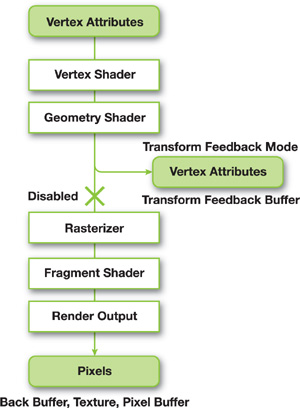 Vertex Attributes
Vertex Shader
Geometry Shader
Transform Feedback Mode
Vertex Attributes
Transform Feedback Buffer
Disabled
Rasterizer
Fragment Shader
Render Output
Pixels
Back Buffer, Texture, Pixel Buffer